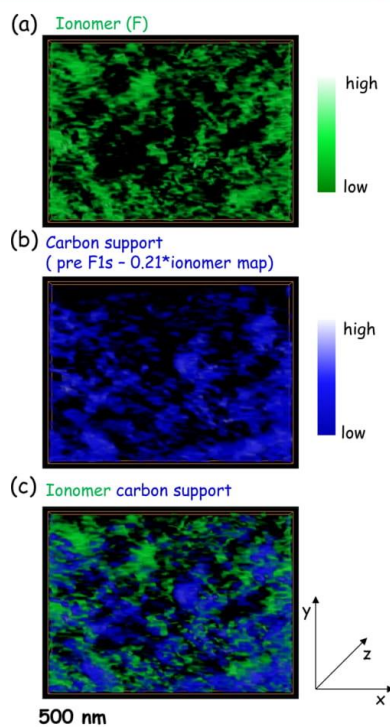 (a) Ionomer (F)
high
low
(b) Carbon support
( pre F1s – 0.21*ionomer map)
high
low
(c) Ionomer carbon support
y
z
x
500 nm